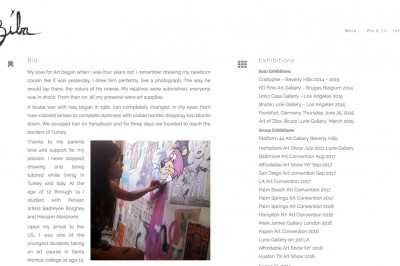 Ziba
Work Bio & CV
Bio
My love for Art began when I was four years old. I remember drawing my newborn
cousin like it was yesterday. I drew him perfectly, like a photograph. The way he
would lay there, the colors of his onesie. My relatives were astonished, everyone
was in shock. From then on, all my presents were art supplies.
A brutal war with Iraq began in 1981. Iran completely changed, in my eyes from
rose-colored lenses to complete darkness with visible bombs dropping two blocks
down. We escaped Iran on horseback and for three days we traveled to reach the
borders of Turkey.
Thanks to my parents
love and support for my
passion, I never stopped
drawing and being
tutored while living in
Turkey and Italy. At the
age of 12 through 14 I
studied with Persian
artists Badreyee Borghey
and Hessam Abrishami.
Upon my arrival to the
US, I was one of the
youngest students taking
an art course in Santa
Monica college at age 13.
Exhibitions
Solo Exhibitions
Cristophe – Beverly Hills 2014 – 2015
RD Fine Art Gallery – Bruges Belgium 2014
Unici Casa Gallery – Los Angeles 2015
Bruce Lurie Gallery – Los Angeles 2015
Frankfurt, Germany Thursday June 25, 2015
Art of Ziba, Bruce Lurie Gallery, March 2015
Group Exhibitions
Platform 44 Art Gallery Beverly Hills
Hamptons Art Show July 2017 Lurie Gallery
Baltimore Art Convention Aug 2017
Affordable Art Show NY Sep 2017
San Diego Art convention Sep 2017
LA Art Convention 2017
Palm Beach Art Convention 2017
Palm Springs Art Convention 2017
Palm Springs Art Convention 2016
Hampton NY Art Convention 2016
Mark James Gallery London 2016
Aspen Art Gallery 2016
Lurie Gallery on 3rd LA
Affordable Art Show NY 2016
Huston TX Art Show 2016